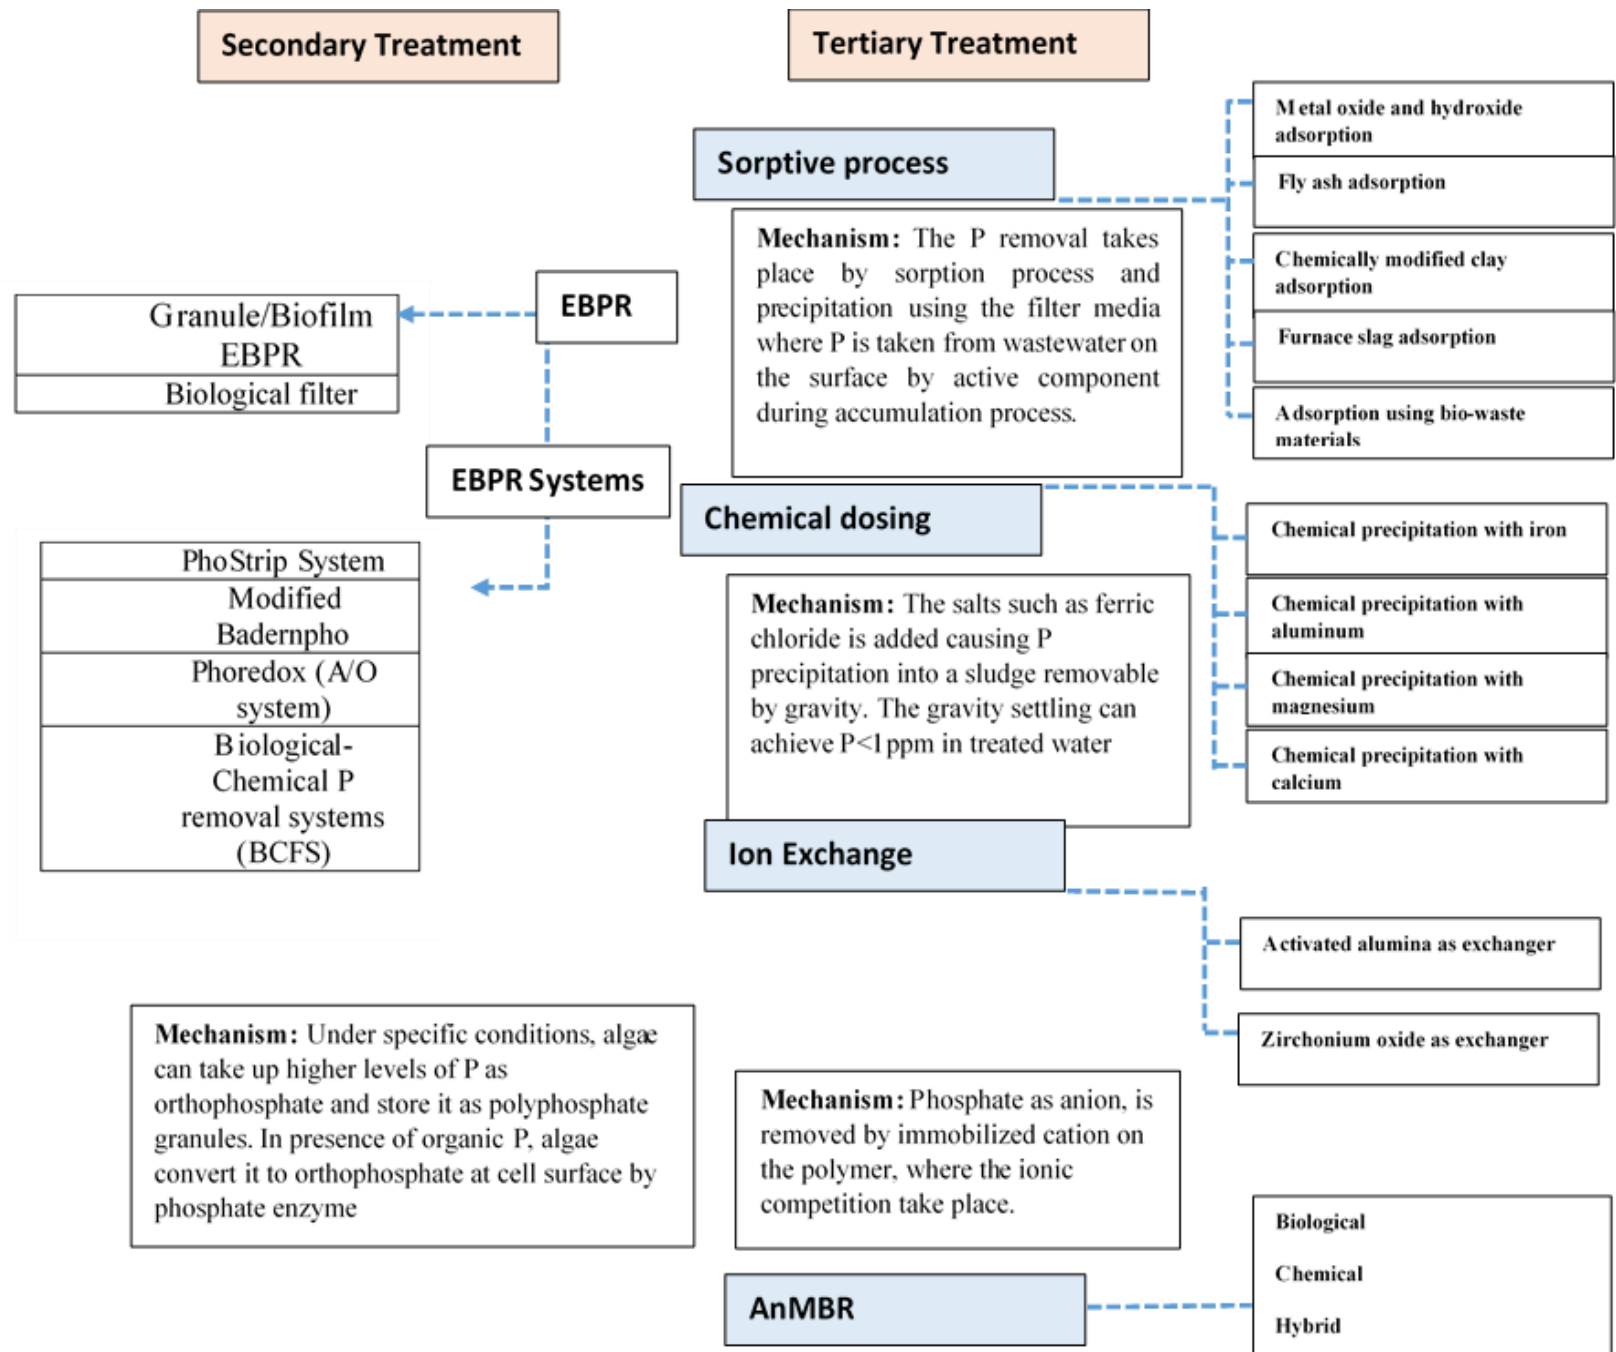 Secondary Treatment
Tertiary Treatment
EBPR
Granule/Biofilm
EBPR
Biological filter
EBPR Systems
PhoStrip System
Modified
Badernpho
Phoredox (A/O
system)
Biological-
Chemical P
removal systems
(BCFS)
Mechanism: Under specific conditions, algae
can take up higher levels of P as
orthophosphate and store it as polyphosphate
granules. In presence of organic P, algae
convert it to orthophosphate at cell surface by
phosphate enzyme
Sorptive process
Mechanism: The P removal takes
place by sorption process and
precipitation using the filter media
where P is taken from wastewater on
the surface by active component
during accumulation process.
Metal oxide and hydroxide
adsorption
Fly ash adsorption
Chemically modified clay
adsorption
Furnace slag adsorption
Adsorption using bio-waste
materials
Chemical dosing
Mechanism: The salts such as ferric
chloride is added causing P
precipitation into a sludge removable
by gravity. The gravity settling can
achieve P<1ppm in treated water
Chemical precipitation with iron
Chemical precipitation with
aluminum
Chemical precipitation with
magnesium
Chemical precipitation with
calcium
Ion Exchange
Activated alumina as exchanger
Zirchonium oxide as exchanger
Mechanism: Phosphate as anion, is
removed by immobilized cation on
the polymer, where the ionic
competition take place.
AnMBR
Biological
Chemical
Hybrid